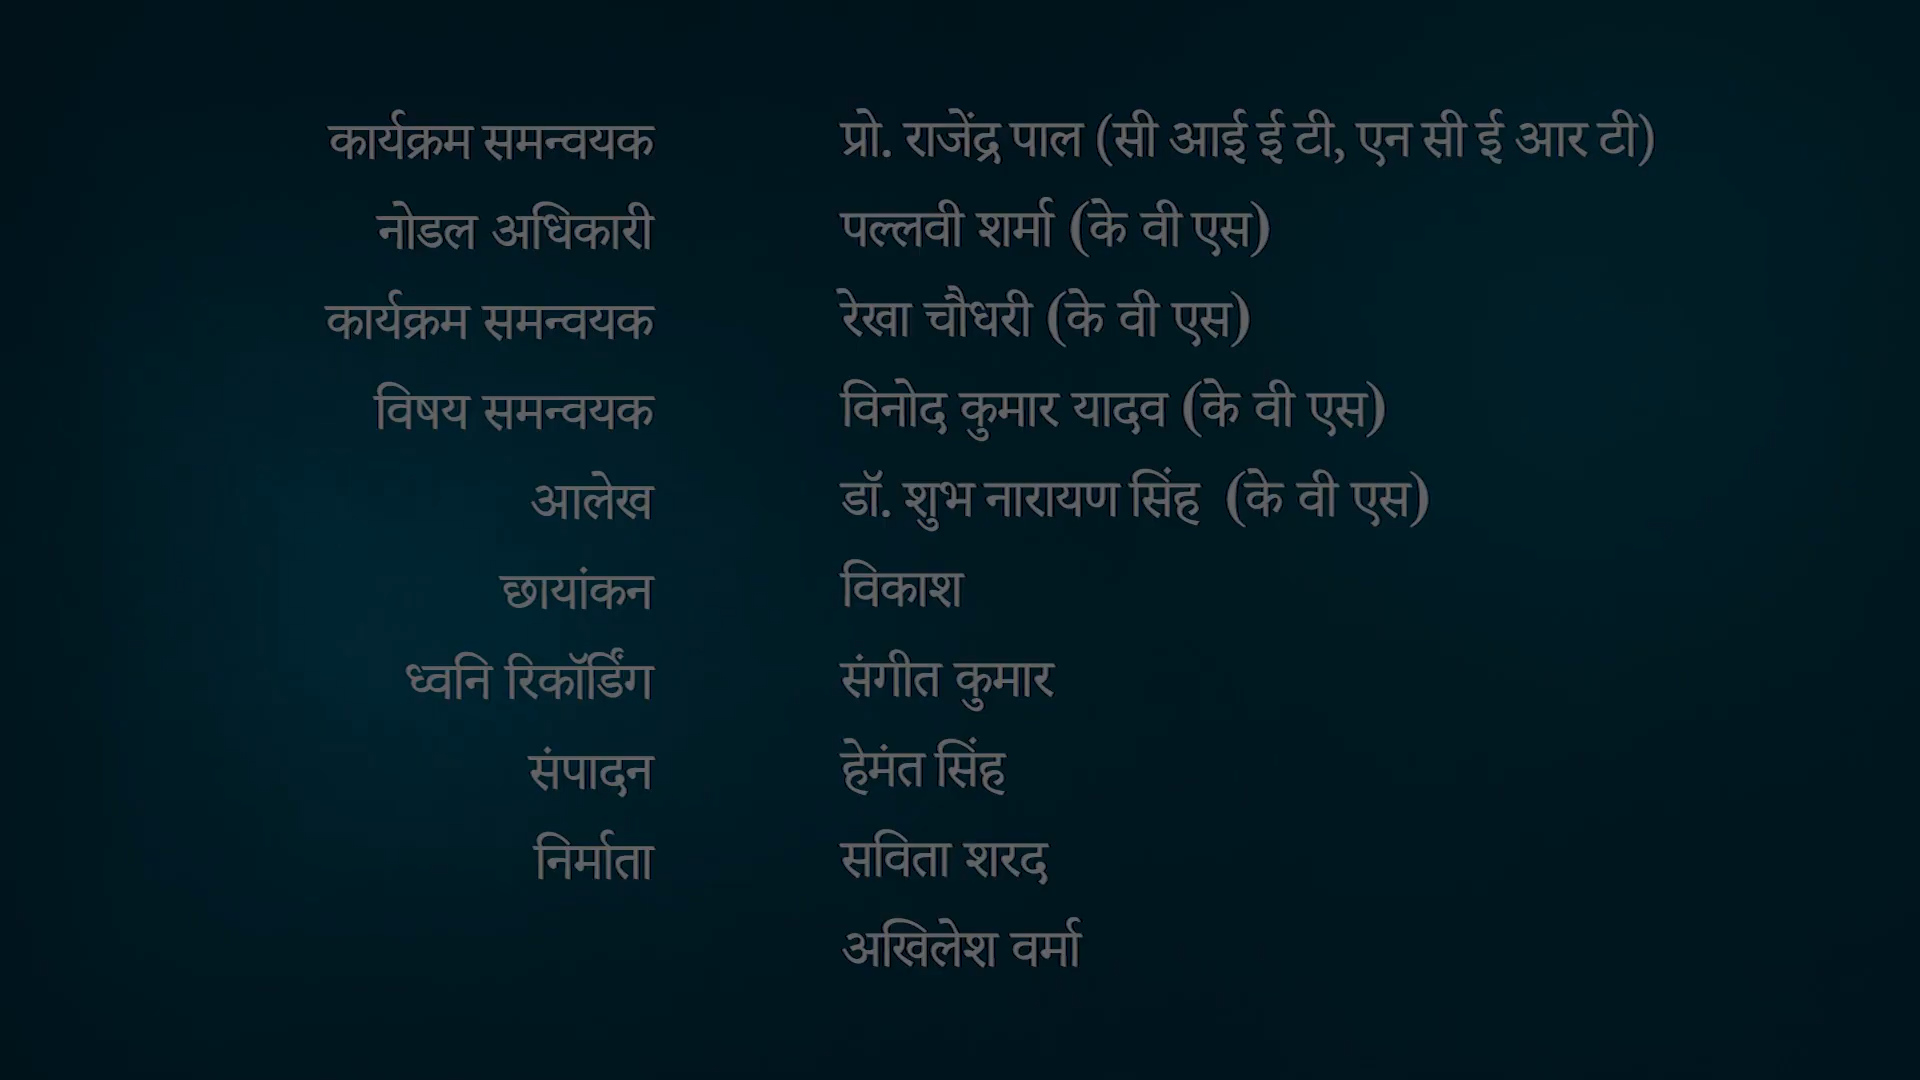 कार्यक्रम समन्वयक प्रो. राजेंद्र पाल (सी आई ई टी, एन सी ई आर टी)
नोडल अधिकारी पल्लवी शर्मा (के वी एस)
कार्यक्रम समन्वयक रेखा चौधरी (के वी एस)
विषय समन्वयक विनोद कुमार यादव (के वी एस)
आलेख डॉ. शुभ नारायण सिंह (के वी एस)
छायांकन विकाश
ध्वनि रिकॉर्डिंग संगीत कुमार
संपादन हेमंत सिंह
निर्माता सविता शरद
अखिलेश वर्मा